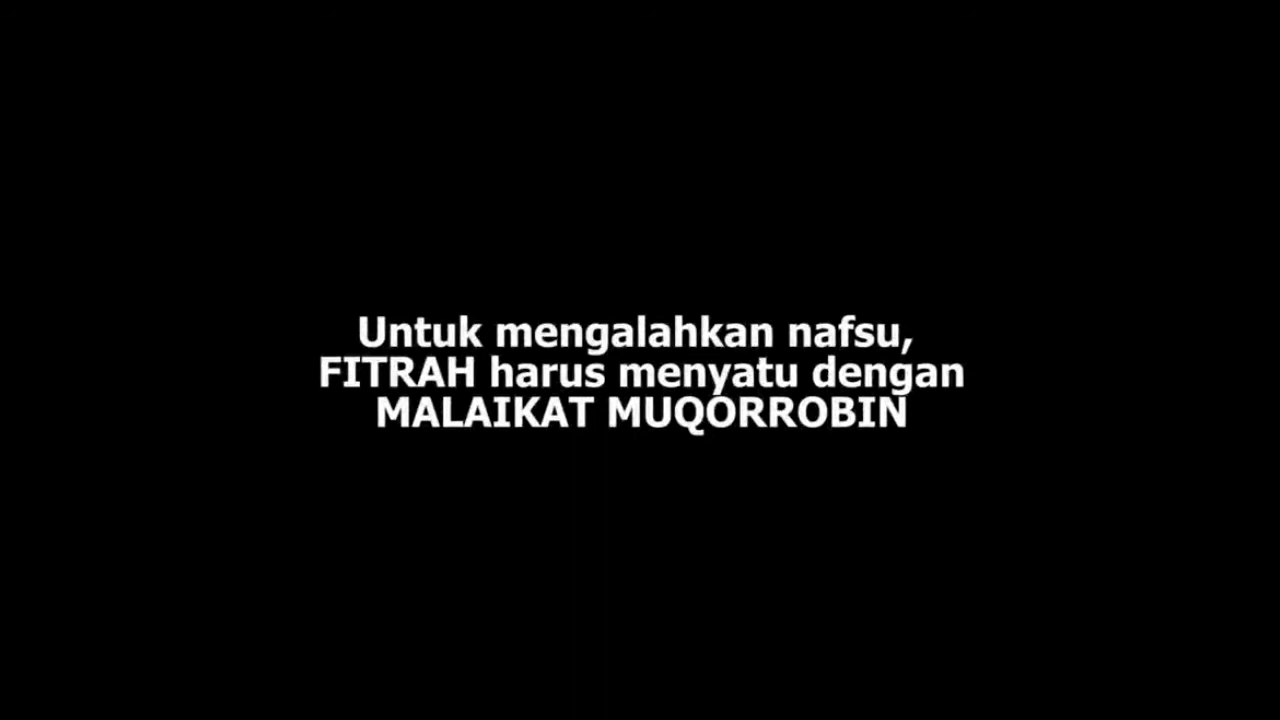 Untuk mengalahkan nafsu,
FITRAH harus menyatu dengan
MALAIKAT MUQORROBIN